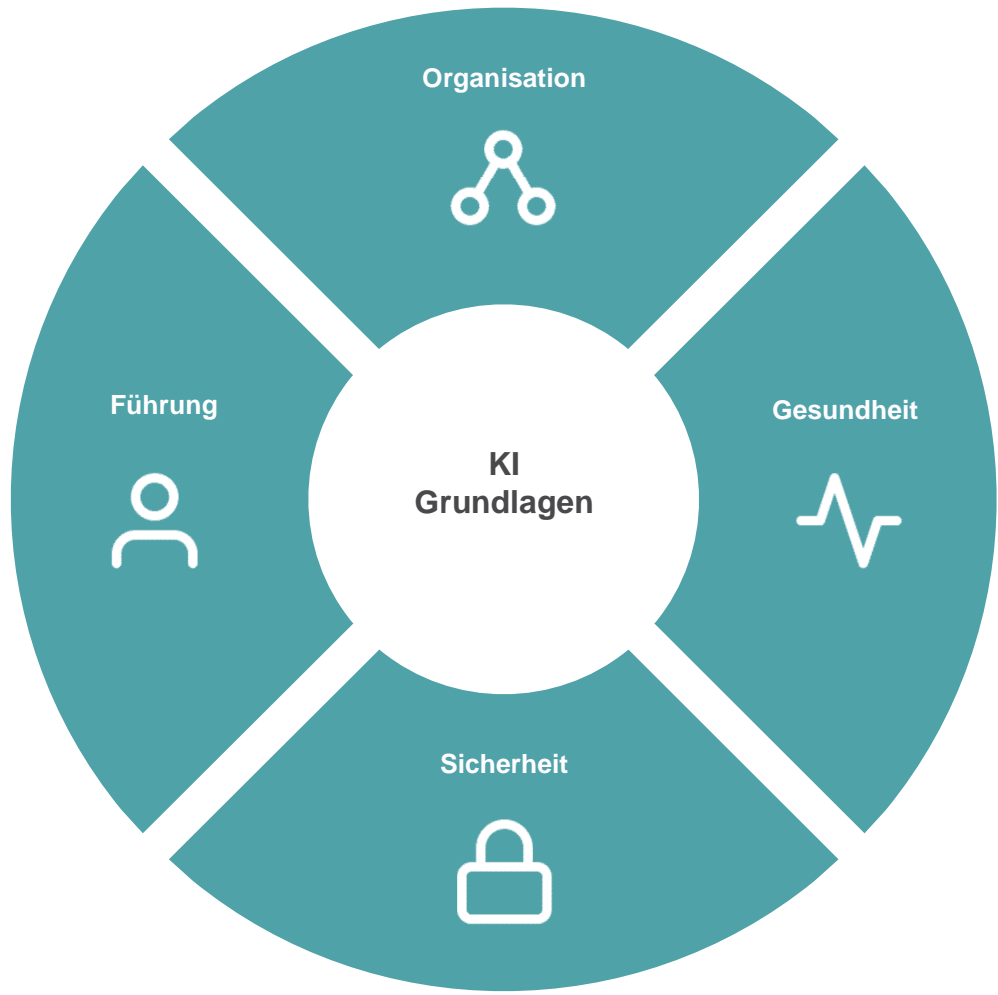 Organisation
Führung
Gesundheit
KI
Grundlagen
Sicherheit